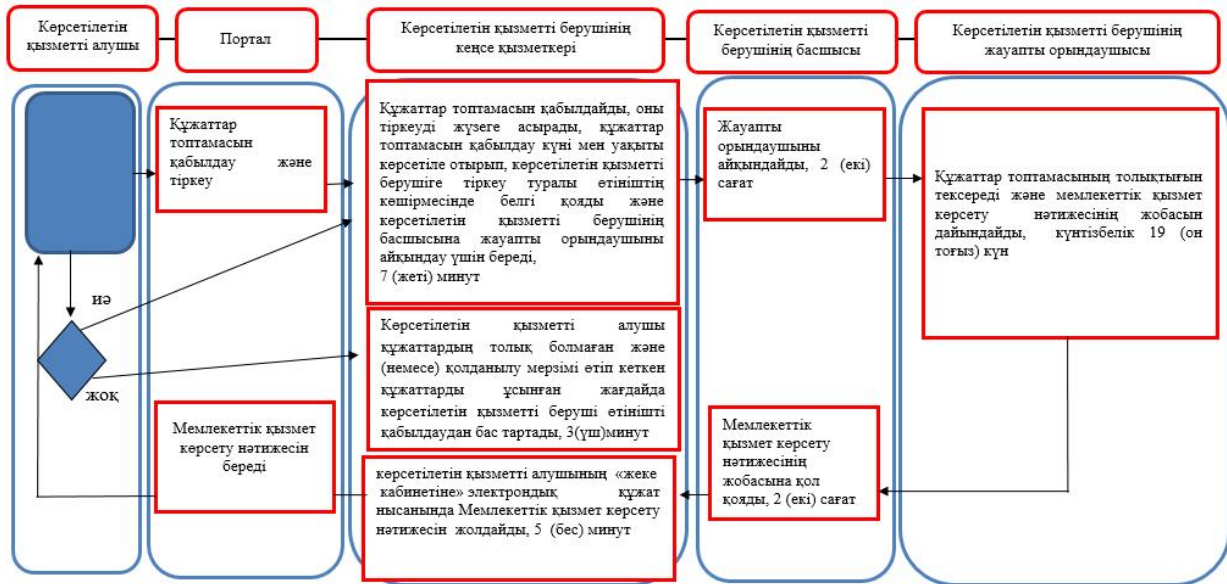 Көрсетілетін
қызметті алушы
Портал
Көрсетілетін қызметті берушінің
кеңсе қызметкері
Көрсетілетін қызметті
берушінің басшысы
Көрсетілетін қызметті берушінің
жауапты орындаушысы
Құжаттар
топтамасын
қабылдау және
тіркеу
Құжаттар топтамасын қабылдайды, оны
тіркеуді жүзеге асырады, құжаттар
топтамасын қабылдау күні мен уақыты
көрсетіле отырып, көрсетілетін қызметті
берушіге тіркеу туралы өтініштің
көшірмесінде белгі қояды және
көрсетілетін қызметті берушінің
басшысына жауапты орындаушыны
айқындау үшін береді,
7 (жеті) минут
Жауапты
орындаушыны
айқындайды, 2 (екі)
сағат
Құжаттар топтамасының толықтығын
тексереді және мемлекеттік қызмет
көрсету нәтижесінің жобасын
дайындайды, күнтізбелік 19 (он
тоғыз) күн
иә
жоқ
Көрсетілетін қызметті алушы
құжаттардың толық болмаған және
(немесе) қолданылу мерзімі өтіп кеткен
құжаттарды ұсынған жағдайда
көрсетілетін қызметті беруші өтінішті
қабылдаудан бас тартады, 3(үш)минут
Мемлекеттік қызмет
көрсету нәтижесін
береді
көрсетілетін қызметті алушының «жеке
кабинетіне» электрондық құжат
нысанында Мемлекеттік қызмет көрсету
нәтижесін жолдайды, 5 (бес) минут
Мемлекеттік
қызмет көрсету
нәтижесінің
жобасына қол
қояды, 2 (екі) сағат